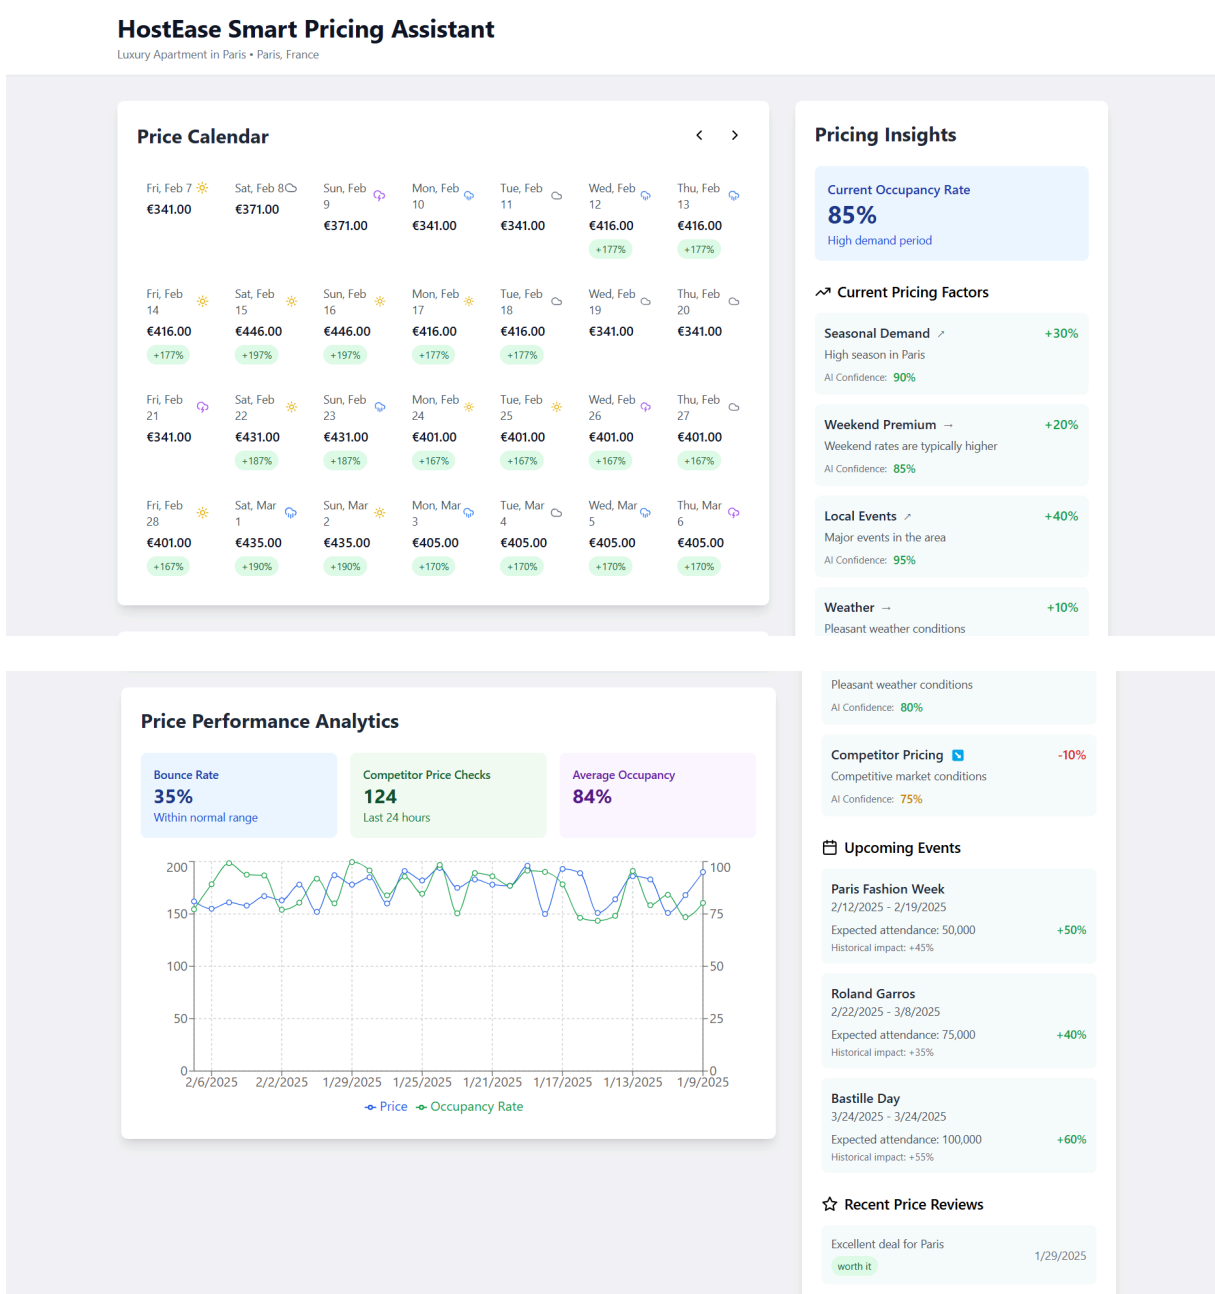 HostEase Smart Pricing Assistant
Luxury Apartment in Paris • Paris, France
Price Calendar
Fri, Feb 7
€341.00
Sat, Feb 8
€371.00
Sun, Feb
9
€371.00
Mon, Feb
10
€341.00
Tue, Feb
11
€341.00
Wed, Feb
12
€416.00
+177%
Thu, Feb
13
€416.00
+177%
Fri, Feb
14
€416.00
+177%
Sat, Feb
15
€446.00
+197%
Sun, Feb
16
€446.00
+197%
Mon, Feb
17
€416.00
+177%
Tue, Feb
18
€416.00
+177%
Wed, Feb
19
€341.00
Thu, Feb
20
€341.00
Fri, Feb
21
€341.00
Sat, Feb
22
€431.00
+187%
Sun, Feb
23
€431.00
+187%
Mon, Feb
24
€401.00
+167%
Tue, Feb
25
€401.00
+167%
Wed, Feb
26
€401.00
+167%
Thu, Feb
27
€401.00
+167%
Fri, Feb
28
€401.00
+167%
Sat, Mar
1
€435.00
+190%
Sun, Mar
2
€435.00
+190%
Mon, Mar
3
€405.00
+170%
Tue, Mar
4
€405.00
+170%
Wed, Mar
5
€405.00
+170%
Thu, Mar
6
€405.00
+170%
Pricing Insights
Current Occupancy Rate
85%
High demand period
Current Pricing Factors
Seasonal Demand ↗ +30%
High season in Paris
AI Confidence: 90%
Weekend Premium → +20%
Weekend rates are typically higher
AI Confidence: 85%
Local Events ↗ +40%
Major events in the area
AI Confidence: 95%
Weather → +10%
Pleasant weather conditions
Price Performance Analytics
Bounce Rate
35%
Within normal range
Competitor Price Checks
124
Last 24 hours
Average Occupancy
84%
200
150
100
50
0
100
75
50
25
0
2/6/2025 2/2/2025 1/29/2025 1/25/2025 1/21/2025 1/17/2025 1/13/2025 1/9/2025
Price Occupancy Rate
Pleasant weather conditions
AI Confidence: 80%
Competitor Pricing ↘ -10%
Competitive market conditions
AI Confidence: 75%
Upcoming Events
Paris Fashion Week
2/12/2025 - 2/19/2025
Expected attendance: 50,000 +50%
Historical impact: +45%
Roland Garros
2/22/2025 - 3/8/2025
Expected attendance: 75,000 +40%
Historical impact: +35%
Bastille Day
3/24/2025 - 3/24/2025
Expected attendance: 100,000 +60%
Historical impact: +55%
Recent Price Reviews
Excellent deal for Paris
worth it
1/29/2025